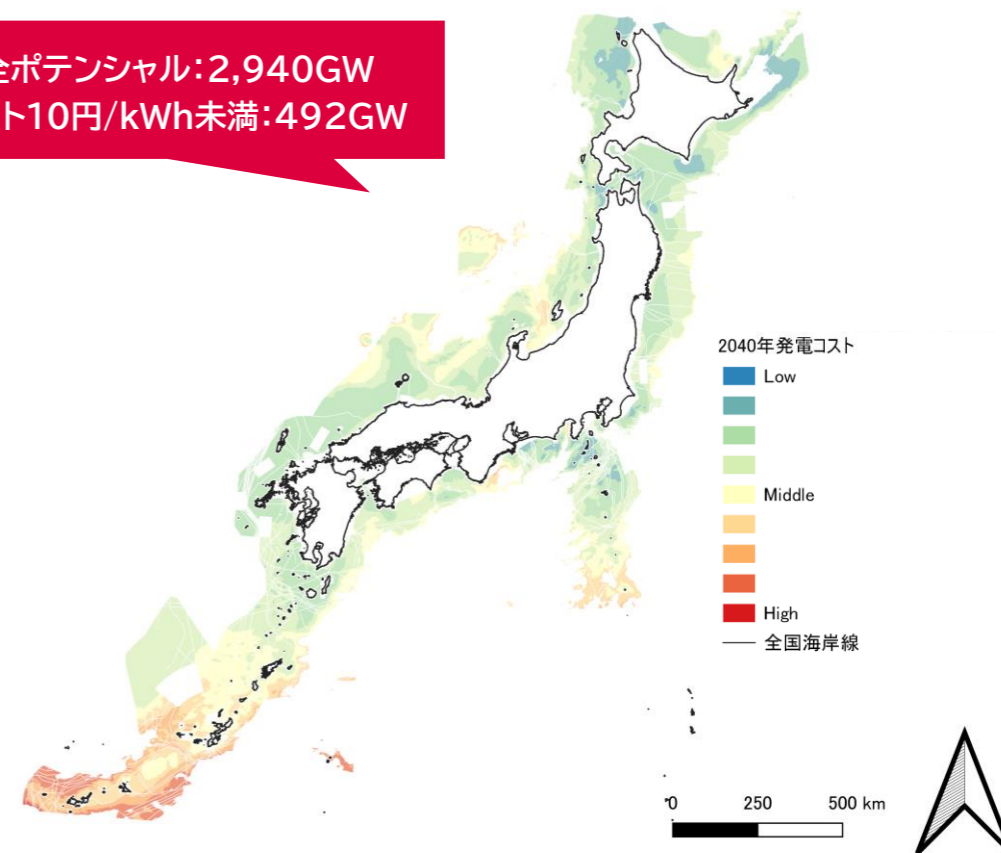 全ポテンシャル：2,940GW
ト10円/kWh未満：492GW
2040年発電コスト
Low
Middle
High
全国海岸線
0 250 500 km